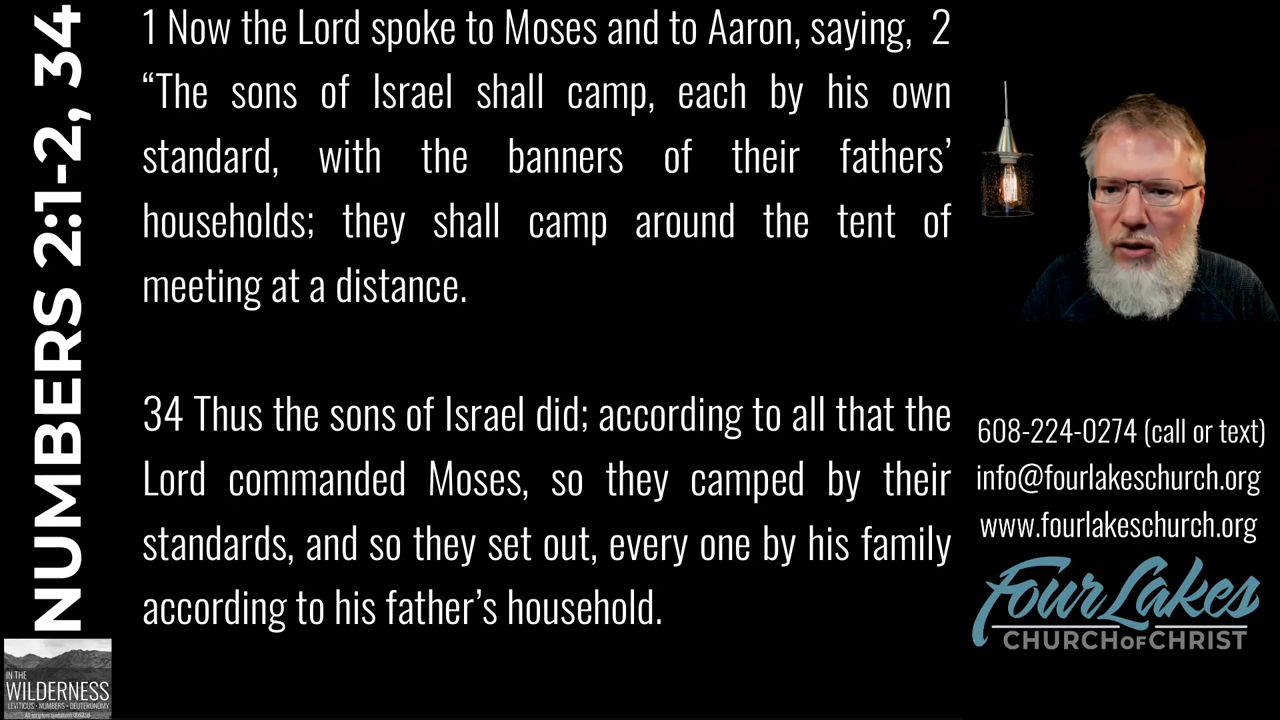 NUMBERS 2:1-2, 34
1 Now the Lord spoke to Moses and to Aaron, saying, 2
“The sons of Israel shall camp, each by his own
standard, with the banners of their fathers’
households; they shall camp around the tent of
meeting at a distance.
34 Thus the sons of Israel did; according to all that the
Lord commanded Moses, so they camped by their
standards, and so they set out, every one by his family
according to his father’s household.
608-224-0274 (call or text)
info@fourlakeschurch.org
www.fourlakeschurch.org
Four Lakes
CHURCH OF CHRIST
IN THE
WILDERNESS
LEVITICUS • NUMBERS • DEUTERONOMY